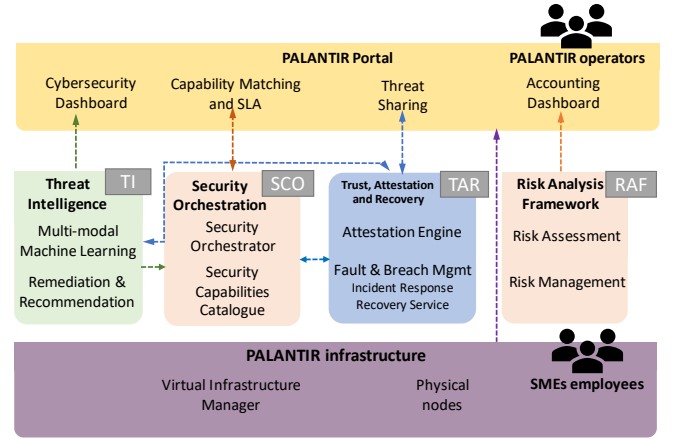 PALANTIR Portal
PALANTIR operators
Cybersecurity
Dashboard
Capability Matching
and SLA
Threat
Sharing
Accounting
Dashboard
TI
Threat
Intelligence
Multi-modal
Machine Learning
Remediation &
Recommendation
SCO
Security
Orchestration
Security
Orchestrator
Security
Capabilities
Catalogue
TAR
Trust, Attestation
and Recovery
Attestation Engine
Fault & Breach Mgmt
Incident Response
Recovery Service
RAF
Risk Analysis
Framework
Risk Assessment
Risk Management
PALANTIR infrastructure
Virtual Infrastructure
Manager
Physical
nodes
SMEs employees